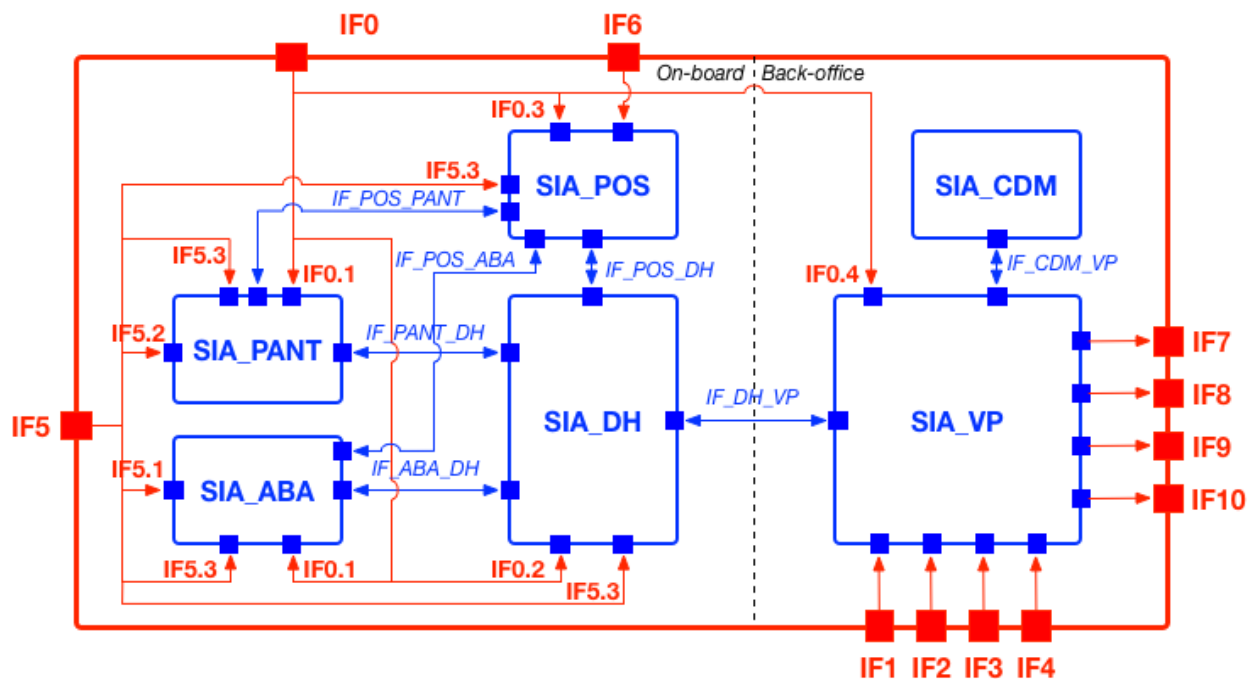 IF0
IF6
On-board
Back-office
IF0.3
IF5.3
SIA_POS
SIA_CDM
IF_POS_PANT
IF5.3
IF0.1
IF_POS_ABA
IF_POS_DH
IF0.4
IF_CDM_VP
IF5.2
SIA_PANT
IF_PANT_DH
IF7
IF_DH_VP
IF8
IF5
SIA_DH
SIA_VP
IF9
IF5.1
SIA_ABA
IF_ABA_DH
IF10
IF5.3
IF0.1
IF0.2
IF5.3
IF1
IF2
IF3
IF4